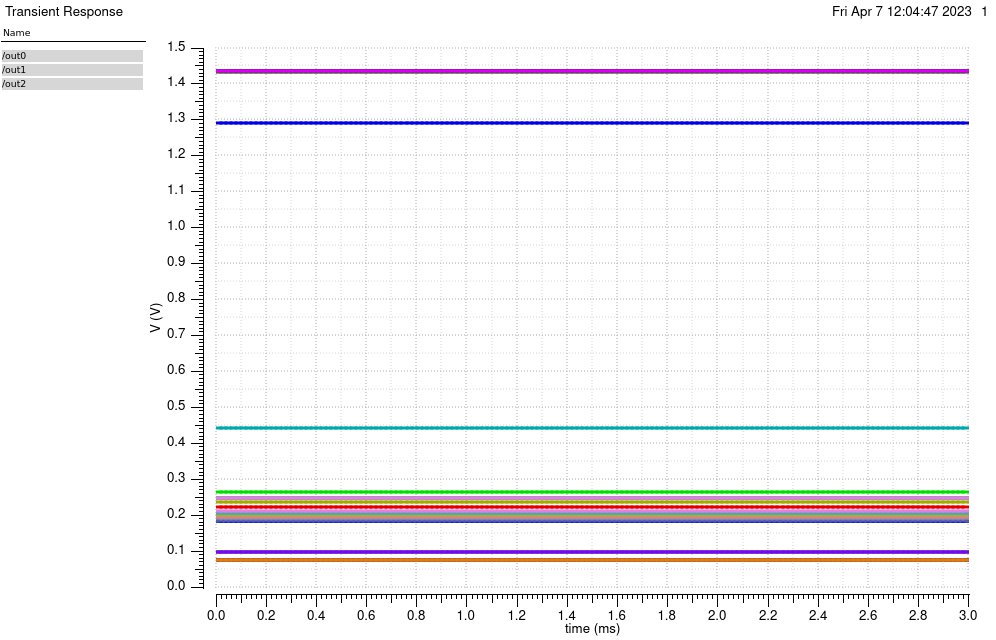 Transient Response
Fri Apr 7 12:04:47 2023 1
Name
/out0
/out1
/out2
1.5
1.4
1.3
1.2
1.1
1.0
0.9
0.8
0.7
0.6
0.5
0.4
0.3
0.2
0.1
0.0
V (V)
0.0 0.2 0.4 0.6 0.8 1.0 1.2 1.4 1.6 1.8 2.0 2.2 2.4 2.6 2.8 3.0
time (ms)